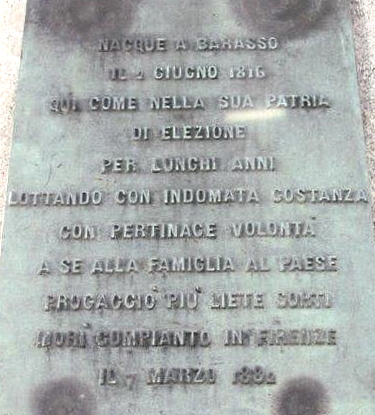 NACQUE A BARASSO
IL 2 GIUGNO 1816
QUI COME NELLA SUA PATRIA
DI ELEZIONE
PER LUNGHI ANNI
LOTTANDO CON INDOMATA COSTANZA
CON PERTINACE VOLONTÀ
A SE ALLA FAMIGLIA AL PAESE
PROCACCIÒ PIÙ LIETE SORTI
MORÌ COMPIANTO IN FIRENZE
IL 7 MARZO